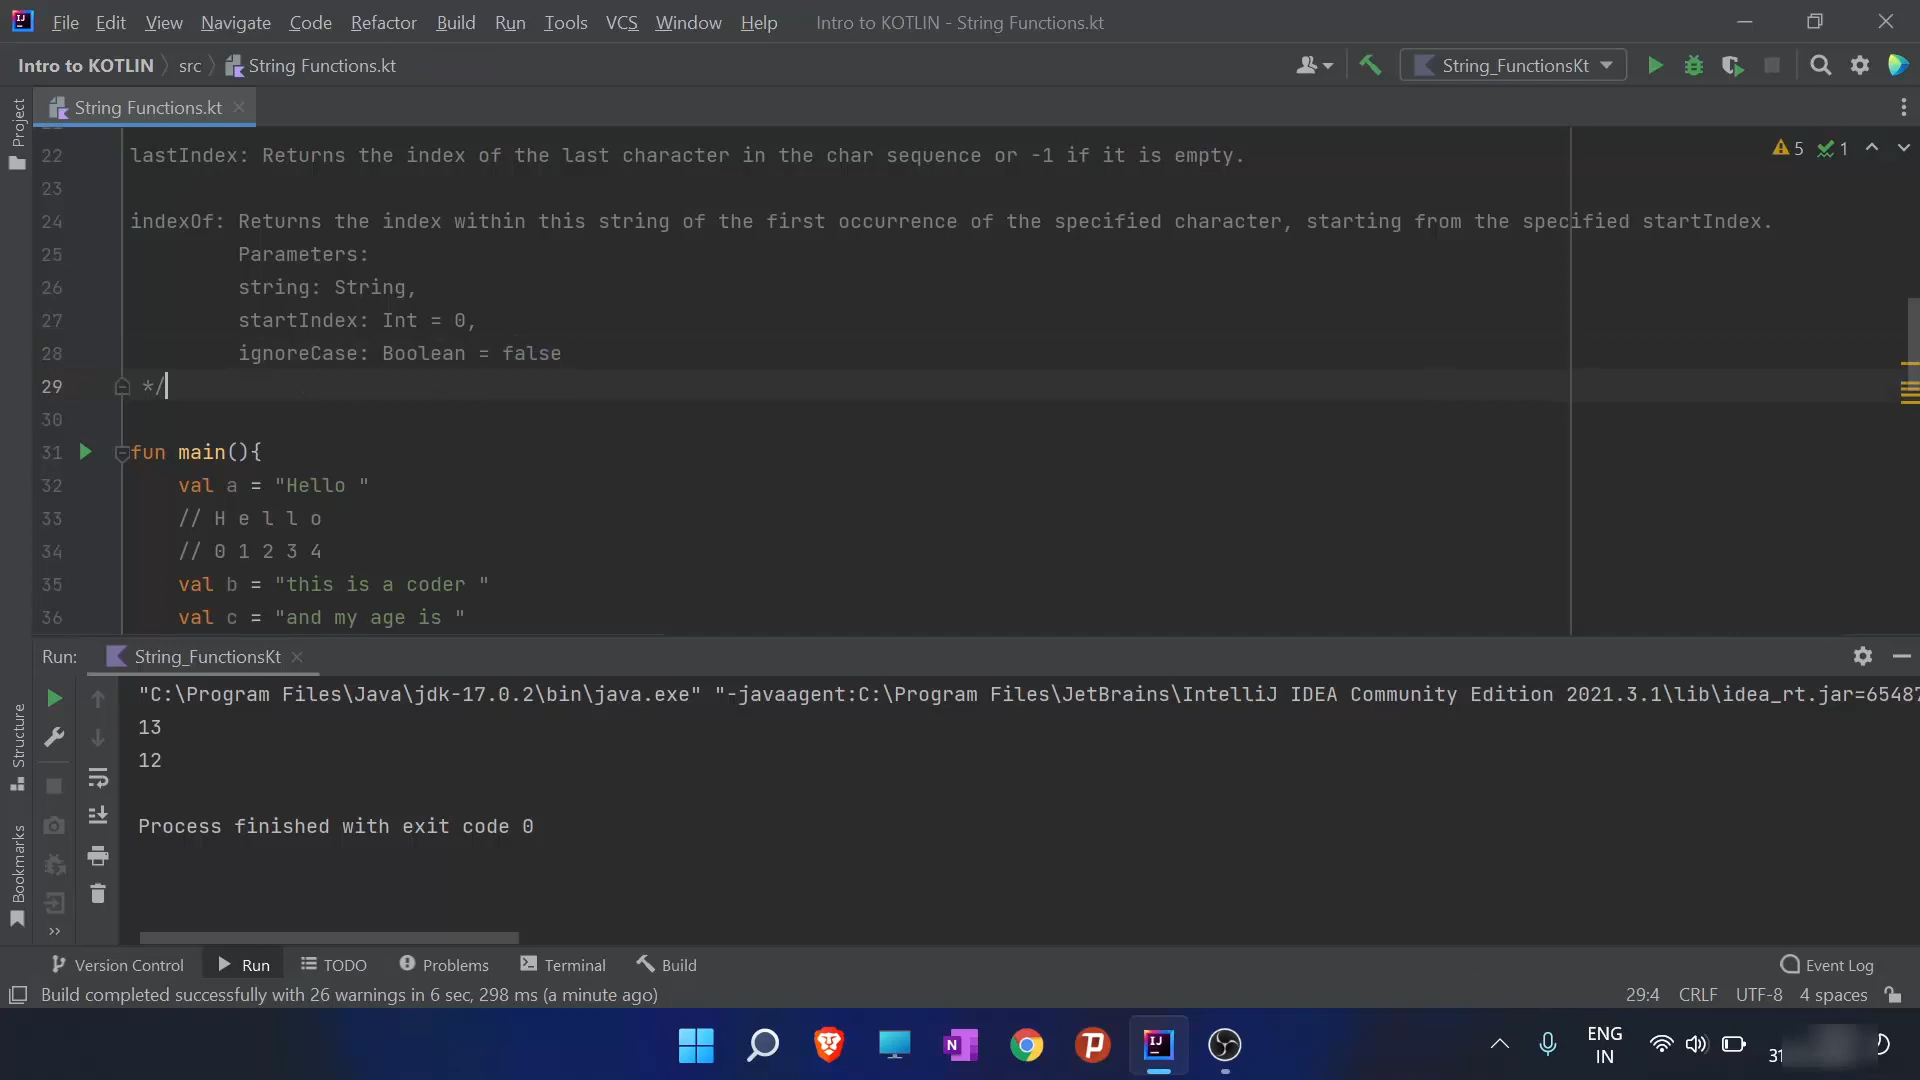 File Edit View Navigate Code Refactor Build Run Tools VCS Window Help Intro to KOTLIN - String Functions.kt
Intro to KOTLIN src String Functions.kt String_FunctionsKt
Project
String Functions.kt
22 lastIndex: Returns the index of the last character in the char sequence or -1 if it is empty.
5 1
23
24 indexOf: Returns the index within this string of the first occurrence of the specified character, starting from the specified startIndex.
25 Parameters:
26 string: String,
27 startIndex: Int = 0,
28 ignoreCase: Boolean = false
29 */
30
31 fun main(){
32 val a = "Hello "
33 // H e l l o
34 // 0 1 2 3 4
35 val b = "this is a coder "
36 val c = "and my age is "
Run: String_FunctionsKt
"C:\Program Files\Java\jdk-17.0.2\bin\java.exe" "-javaagent:C:\Program Files\JetBrains\IntelliJ IDEA Community Edition 2021.3.1\lib\idea_rt.jar=65487
13
12
Process finished with exit code 0
Structure
Bookmarks
Version Control Run TODO Problems Terminal Build Event Log
Build completed successfully with 26 warnings in 6 sec, 298 ms (a minute ago) 29:4 CRLF UTF-8 4 spaces
ENG
IN
31